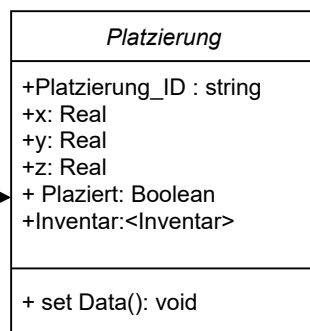 Platzierung
+Platzierung_ID : string
+x: Real
+y: Real
+z: Real
+ Plaziert: Boolean
+Inventar:<Inventar>
+ set Data(): void